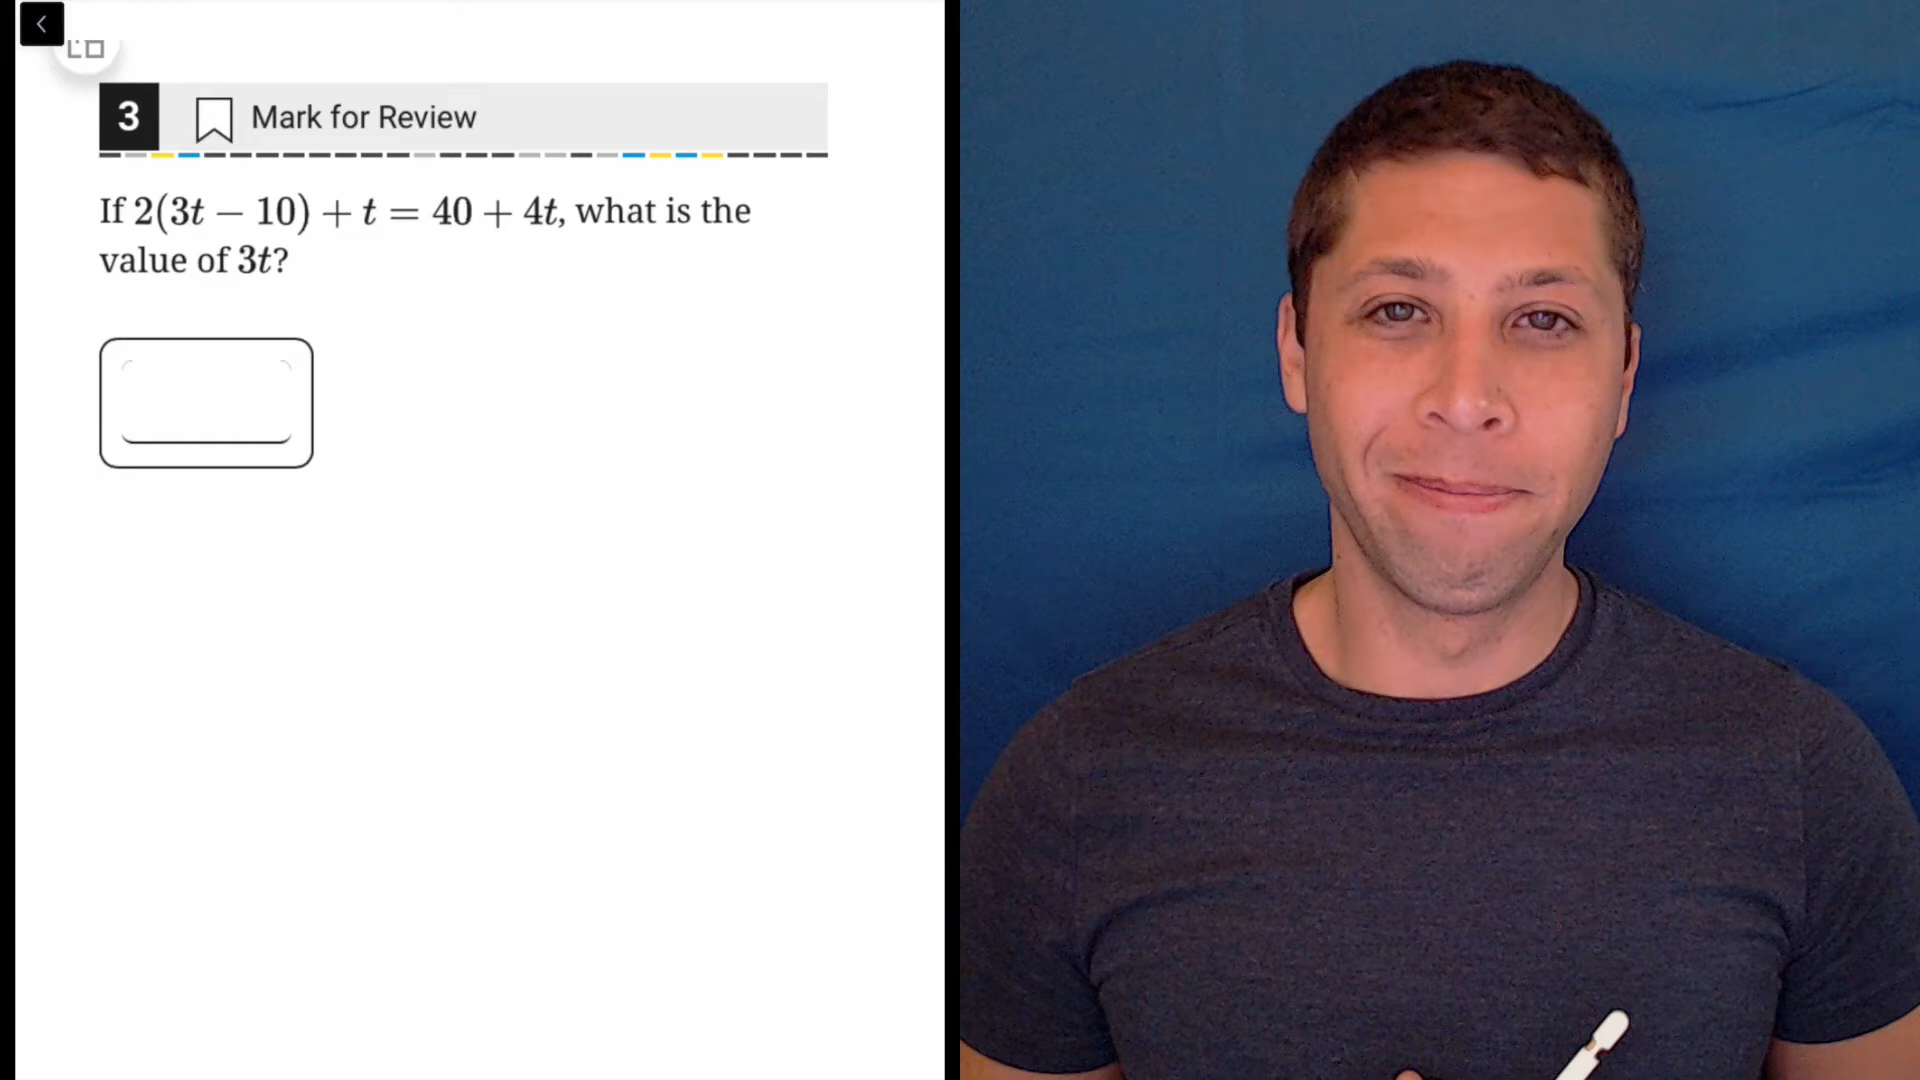 3 Mark for Review
If 2(3t − 10) + t = 40 + 4t, what is the
value of 3t?